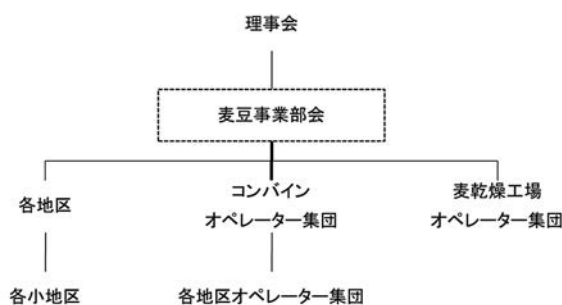 理事会
麦豆事業部会
各地区
コンバイン
オペレーター集団
麦乾燥工場
オペレーター集団
各小地区
各地区オペレーター集団